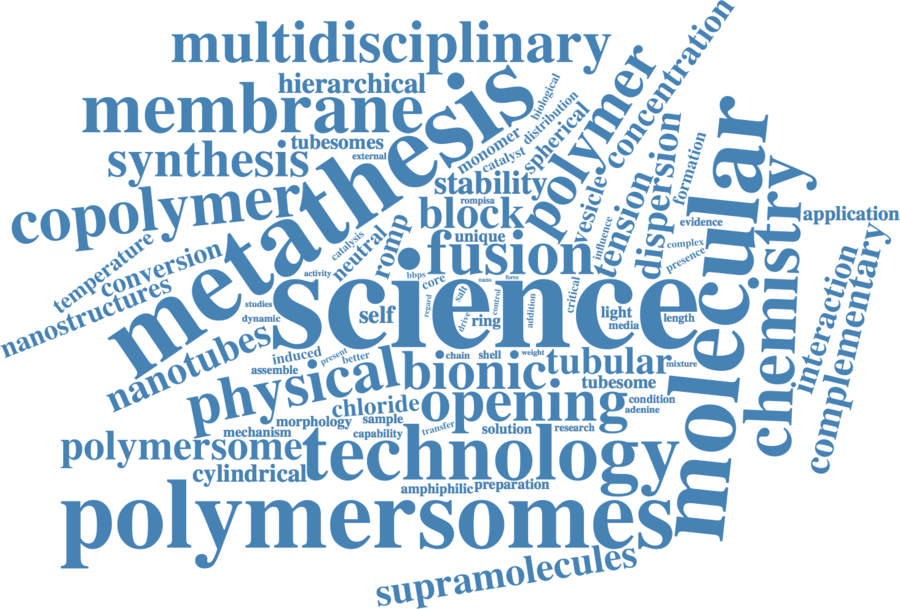 multidisciplinary
hierarchical
membrane
tubesomes
external
synthesis
copolymer
metathesis
monomer
catalyst
distribution
biological
spherical
polymer
concentration
stability
rompisa
block
unique
fusion
vesicle
influence
tension
dispersion
formation
evidence
complex
presence
molecular
chemistry
application
interaction
complementary
temperature
conversion
nanostructures
catalysis
neutral
romp
activity
bbps
core
nano
force
science
studies
dynamic
self
regard
salt
drive
ring
control
addition
critical
light
media
length
nanotubes
induced
assemble
present
better
chain
shell
weight
mixture
physical
bionic
tubular
tubesome
chloride
opening
condition
adenine
morphology
sample
mechanism
capability
transfer
solution
research
polymersome
technology
cylindrical
amphiphilic
preparation
polymersomes
supramolecules